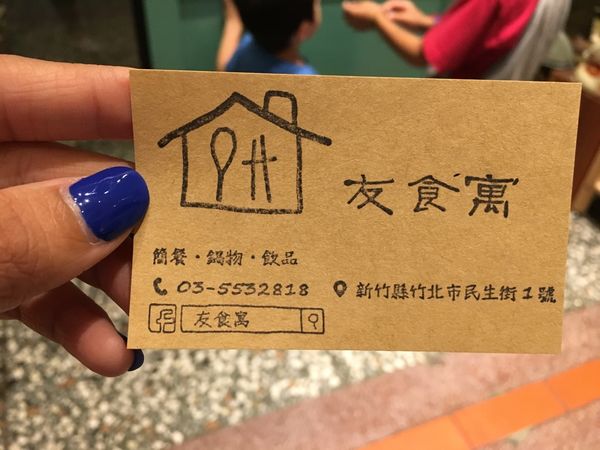 友食寓
簡餐・鍋物・飲品
03-5532818
新竹縣竹北市民生街1號
友食寓